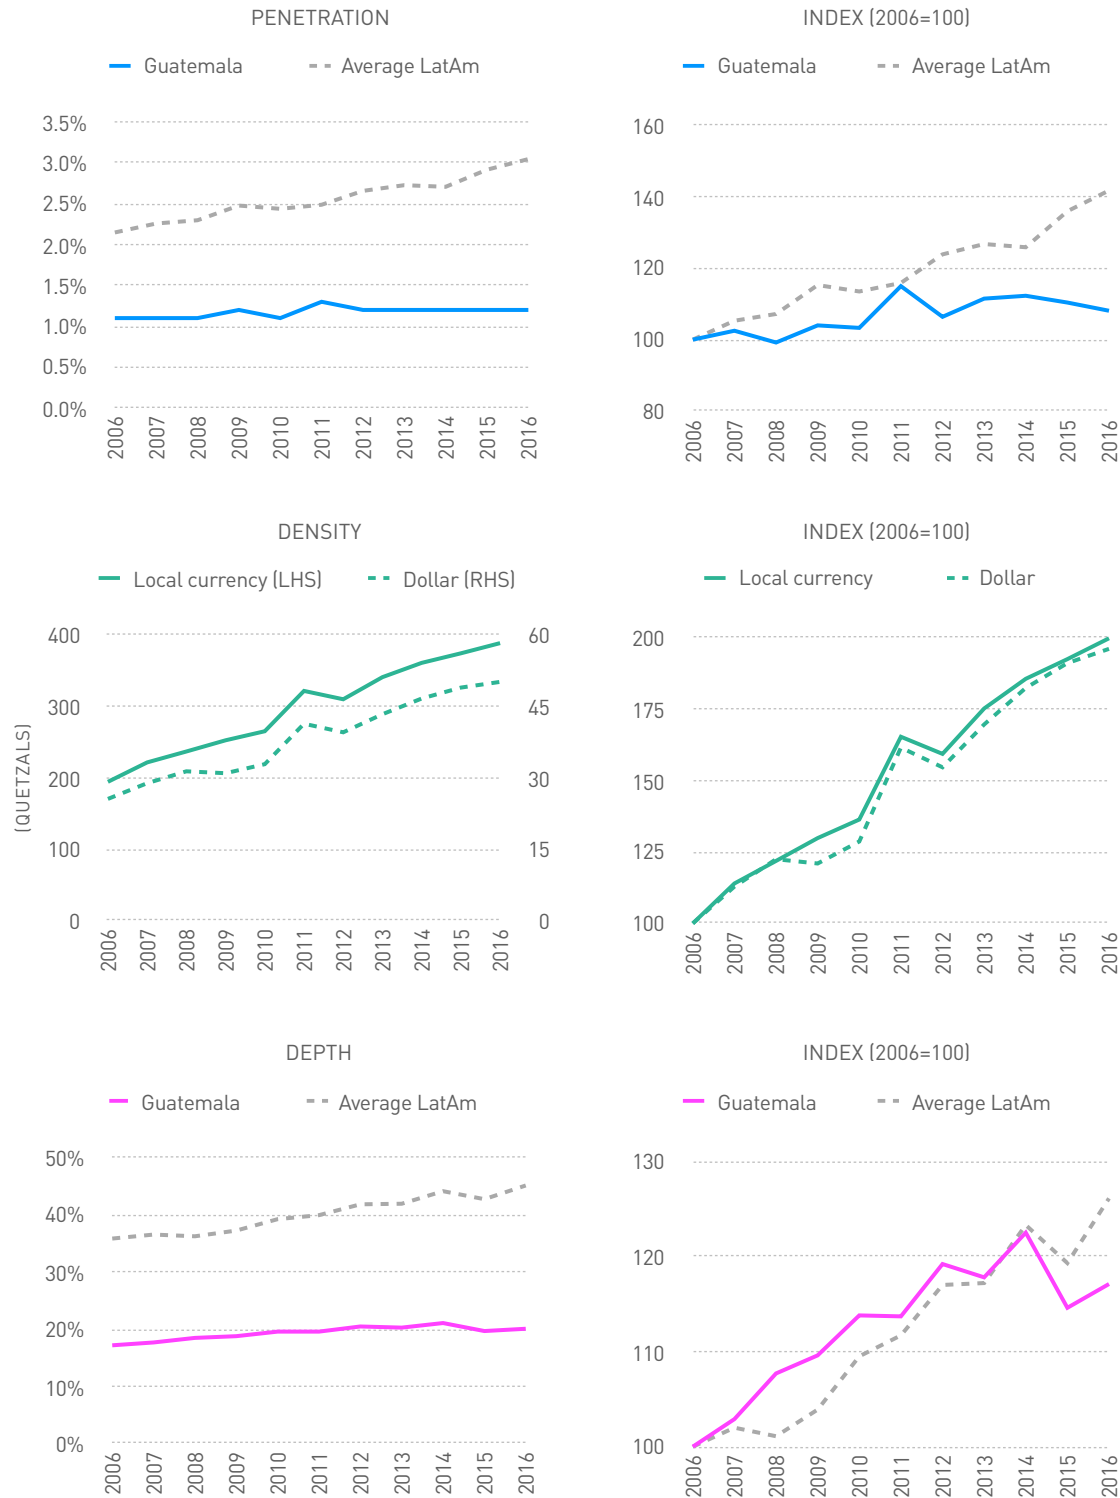 PENETRATION
Guatemala
Average LatAm
3.5%
3.0%
2.5%
2.0%
1.5%
1.0%
0.5%
0.0%
2006 2007 2008 2009 2010 2011 2012 2013 2014 2015 2016
INDEX (2006=100)
Guatemala
Average LatAm
160
140
120
100
80
2006 2007 2008 2009 2010 2011 2012 2013 2014 2015 2016
DENSITY
Local currency (LHS)
Dollar (RHS)
(QUETZALS)
400
300
200
100
0
60
45
30
15
0
2006 2007 2008 2009 2010 2011 2012 2013 2014 2015 2016
INDEX (2006=100)
Local currency
Dollar
200
175
150
125
100
2006 2007 2008 2009 2010 2011 2012 2013 2014 2015 2016
DEPTH
Guatemala
Average LatAm
50%
40%
30%
20%
10%
0%
2006 2007 2008 2009 2010 2011 2012 2013 2014 2015 2016
INDEX (2006=100)
Guatemala
Average LatAm
130
120
110
100
2006 2007 2008 2009 2010 2011 2012 2013 2014 2015 2016